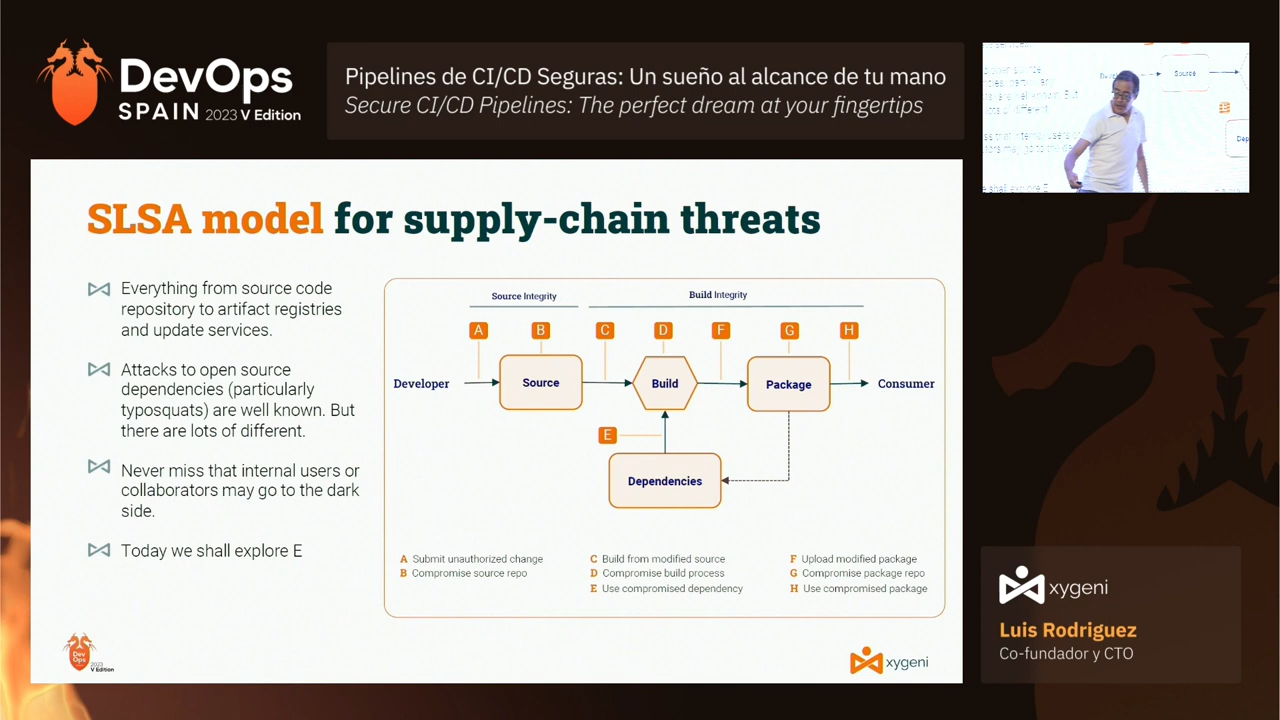 DevOps
SPAIN 2023 V Edition
Pipelines de CI/CD Seguras: Un sueño al alcance de tu mano
Secure CI/CD Pipelines: The perfect dream at your fingertips
SLSA model for supply-chain threats
Everything from source code
repository to artifact registries
and update services.
Attacks to open source
dependencies (particularly
typosquats) are well known. But
there are lots of different.
Never miss that internal users or
collaborators may go to the dark
side.
Today we shall explore E
Source Integrity
Build Integrity
A
B
C
D
F
G
H
Developer
Source
Build
Package
Consumer
E
Dependencies
A Submit unauthorized change
B Compromise source repo
C Build from modified source
D Compromise build process
E Use compromised dependency
F Upload modified package
G Compromise package repo
H Use compromised package
Dev
Ops
2023
V Edition
xygeni
Source
xygeni
Luis Rodriguez
Co-fundador y CTO